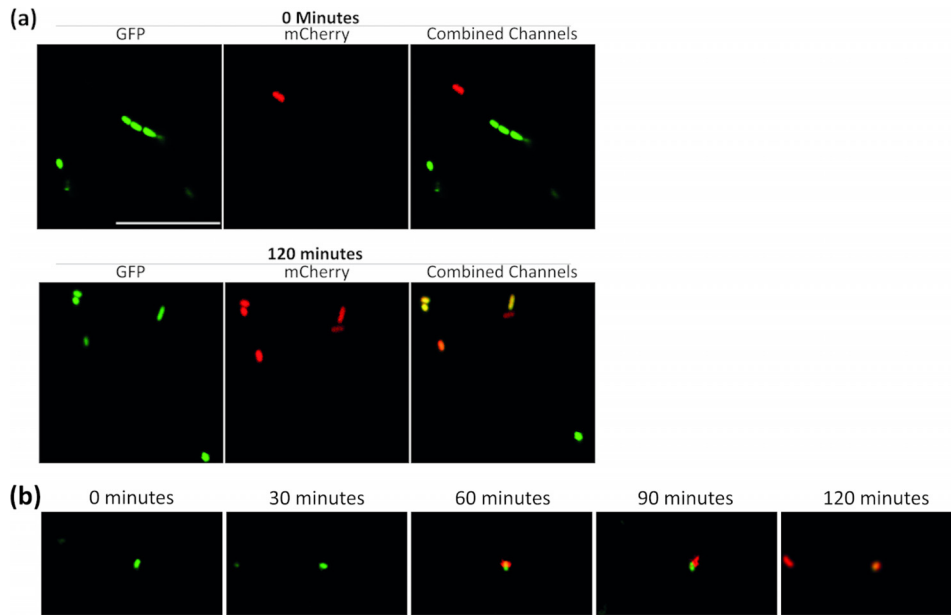 (a)
0 Minutes
GFP mCherry Combined Channels
120 minutes
GFP mCherry Combined Channels
(b)
0 minutes 30 minutes 60 minutes 90 minutes 120 minutes